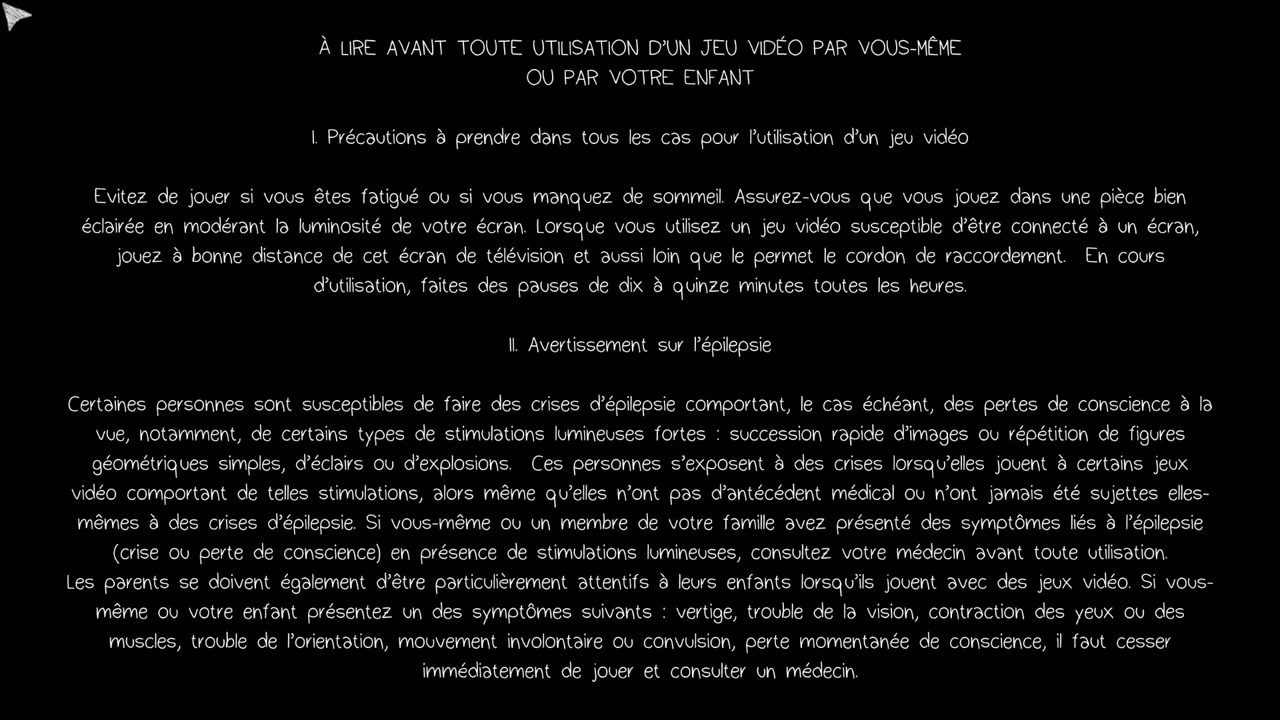 À LIRE AVANT TOUTE UTILISATION D'UN JEU VIDÉO PAR VOUS-MÊME
OU PAR VOTRE ENFANT
I. Précautions à prendre dans tous les cas pour l'utilisation d'un jeu vidéo
Evitez de jouer si vous êtes fatigué ou si vous manquez de sommeil. Assurez-vous que vous jouez dans une pièce bien
éclairée en modérant la luminosité de votre écran. Lorsque vous utilisez un jeu vidéo susceptible d'être connecté à un écran,
jouez à bonne distance de cet écran de télévision et aussi loin que le permet le cordon de raccordement. En cours
d'utilisation, faites des pauses de dix à quinze minutes toutes les heures.
II. Avertissement sur l'épilepsie
Certaines personnes sont susceptibles de faire des crises d'épilepsie comportant, le cas échéant, des pertes de conscience à la
vue, notamment, de certains types de stimulations lumineuses fortes : succession rapide d'images ou répétition de figures
géométriques simples, d'éclairs ou d'explosions. Ces personnes s'exposent à des crises lorsqu'elles jouent à certains jeux
vidéo comportant de telles stimulations, alors même qu'elles n'ont pas d'antécédent médical ou n'ont jamais été sujettes elles-
mêmes à des crises d'épilepsie. Si vous-même ou un membre de votre famille avez présenté des symptômes liés à l'épilepsie
(crise ou perte de conscience) en présence de stimulations lumineuses, consultez votre médecin avant toute utilisation.
Les parents se doivent également d'être particulièrement attentifs à leurs enfants lorsqu'ils jouent avec des jeux vidéo. Si vous-
même ou votre enfant présentez un des symptômes suivants : vertige, trouble de la vision, contraction des yeux ou des
muscles, trouble de l'orientation, mouvement involontaire ou convulsion, perte momentanée de conscience, il faut cesser
immédiatement de jouer et consulter un médecin.